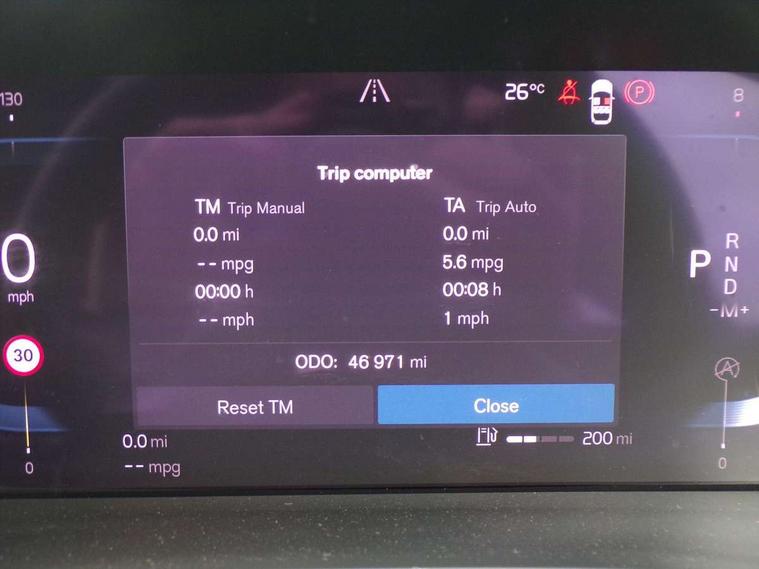 130
26°C
P
8
Trip computer
TM Trip Manual
TA Trip Auto
0.0 mi
0.0 mi
-- mpg
5.6 mpg
00:00 h
00:08 h
-- mph
1 mph
ODO: 46 971 mi
Reset TM
Close
0
mph
30
P
R
N
D
-M+
A
0.0 mi
200 mi
-- mpg
0
0